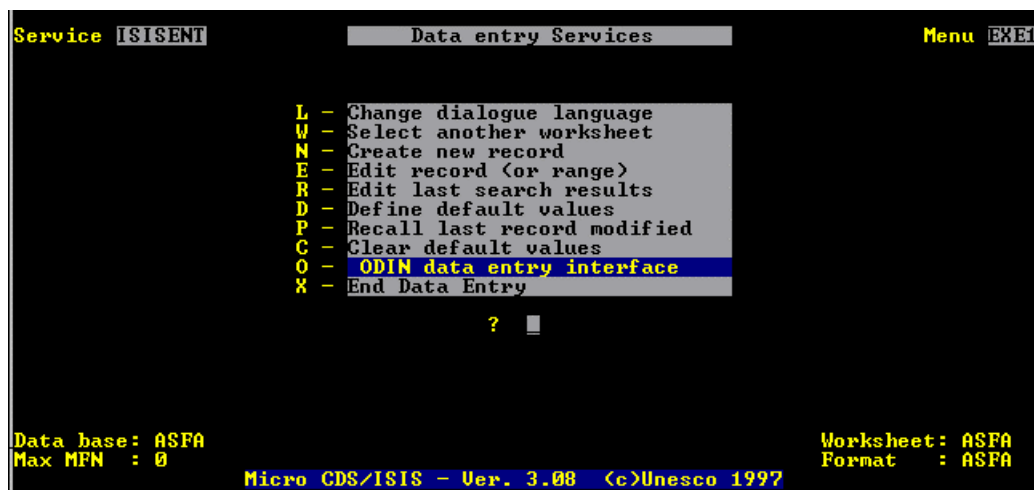 Service ISISENT Data entry Services Menu EXE1
L - Change dialogue language
W - Select another worksheet
N - Create new record
E - Edit record (or range)
R - Edit last search results
D - Define default values
P - Recall last record modified
C - Clear default values
O - ODIN data entry interface
X - End Data Entry
?
Data base: ASFA Worksheet: ASFA
Max MFN : 0 Format : ASFA
Micro CDS/ISIS - Ver. 3.08 (c)Unesco 1997